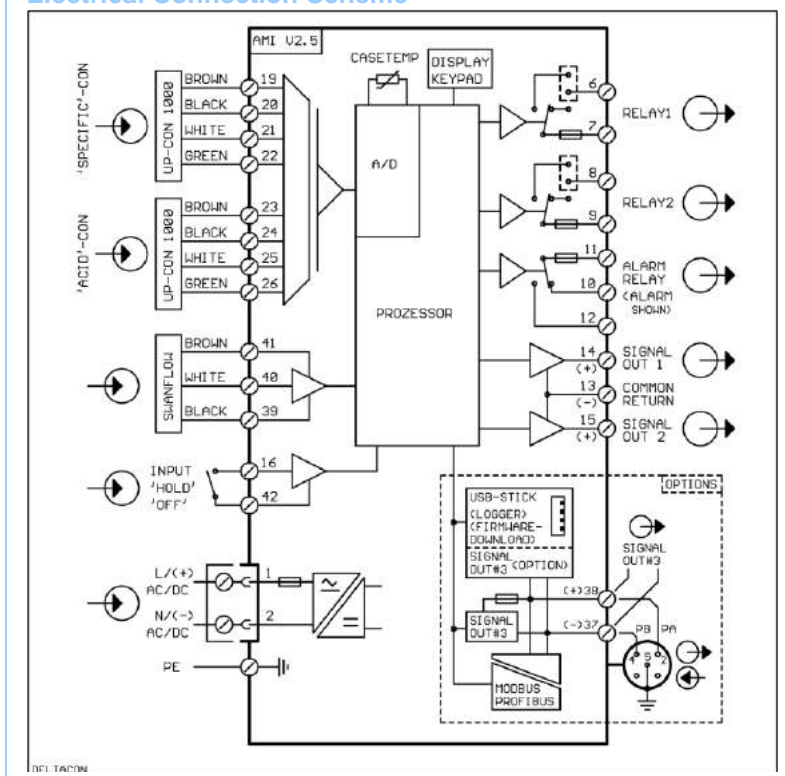 Electrical Connection Scheme
AMI V2.5
CASETEMP
DISPLAY
KEYPAD
'SPECIFIC'-CON
UP-CON 1000
BROWN 19
BLACK 20
WHITE 21
GREEN 22
'ACID'-CON
UP-CON 1000
BROWN 23
BLACK 24
WHITE 25
GREEN 26
A/D
PROZESSOR
6
RELAY1
7
8
RELAY2
9
11
ALARM
RELAY
10
(ALARM
SHOWN)
12
SWANFLOW
BROWN 41
WHITE 40
BLACK 39
14
(+)
SIGNAL
OUT 1
13
(-)
COMMON
RETURN
15
(+)
SIGNAL
OUT 2
INPUT
'HOLD'
'OFF'
16
42
L/(+)
AC/DC
1
N/(-)
AC/DC
2
PE
OPTIONS
USB-STICK
(LOGGER)
(FIRMWARE-
DOWNLOAD)
SIGNAL
OUT#3 (OPTION)
SIGNAL
OUT#3
(+)38
SIGNAL
OUT#3
(-)37
PB PA
4 5 2
MODBUS
PROFIBUS
DELTACON